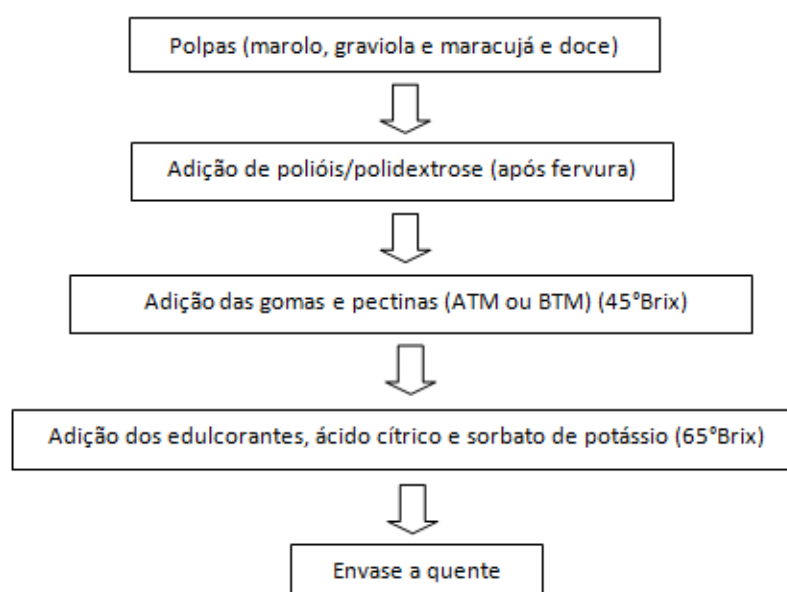 Polpas (marolo, graviola e maracujá e doce)
Adição de polióis/polidextrose (após fervura)
Adição das gomas e pectinas (ATM ou BTM) (45°Brix)
Adição dos edulcorantes, ácido cítrico e sorbato de potássio (65°Brix)
Envase a quente